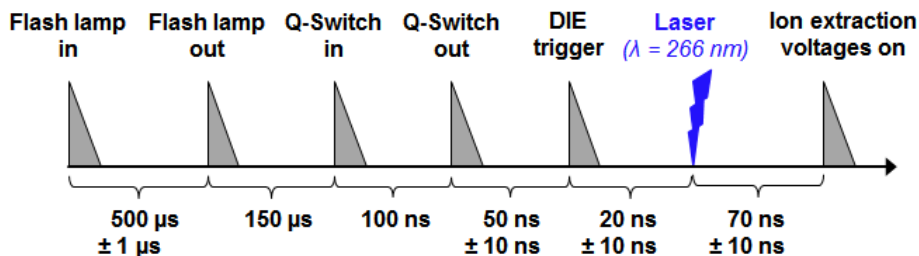 Flash lamp in
Flash lamp out
Q-Switch in
Q-Switch out
DIE trigger
Laser
(λ = 266 nm)
Ion extraction voltages on
500 µs
± 1 µs
150 µs
100 ns
50 ns
± 10 ns
20 ns
± 10 ns
70 ns
± 10 ns